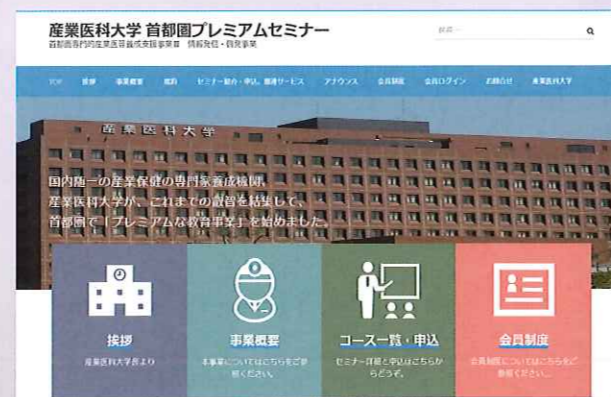 産業医科大学 首都圏プレミアムセミナー
首都圏専門的産業医等養成支援事業Ⅱ 情報発信・啓発事業
検索 …
TOP 挨拶 事業概要 規約 セミナー紹介・申込、関連サービス アナウンス 会員制度 会員ログイン お問合せ 産業医科大学
産業医科大学
国内随一の産業保健の専門家養成機関、
産業医科大学が、これまでの叡智を結集して、
首都圏で「プレミアムな教育事業」を始めました。
挨拶 事業概要 コース一覧・申込 会員制度
産業医科大学長より
本事業についてはこちらをご参
照ください。
セミナー詳細と申込はこちらか
らどうぞ。
会員制度についてはこちらをご
参照ください。